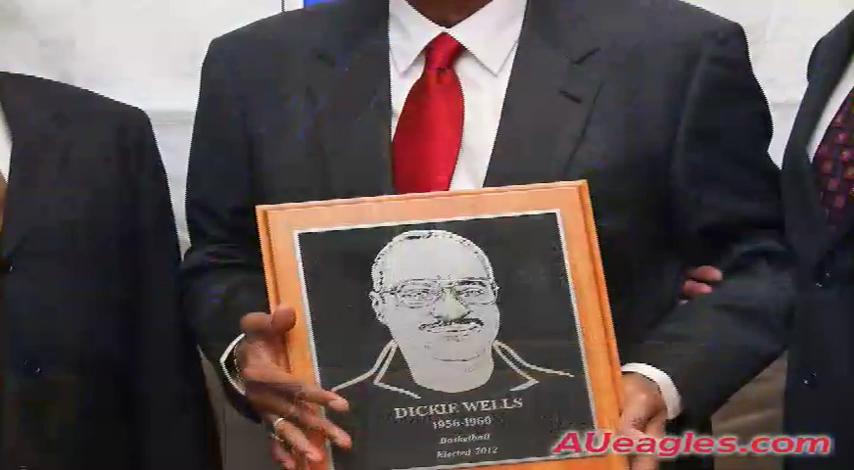 DICKIE WELLS
1956-1960
Basketball
Elected 2012
AUeagles.com